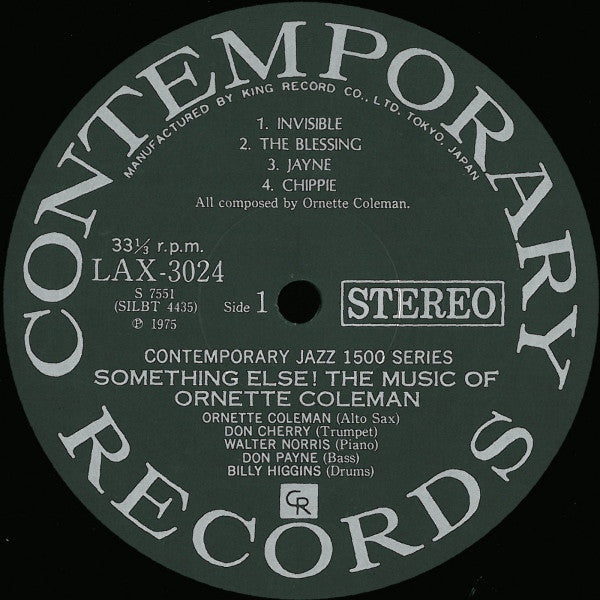 CONTEMPORARY
MANUFACTURED BY KING RECORD CO., LTD. TOKYO, JAPAN
1. INVISIBLE
2. THE BLESSING
3. JAYNE
4. CHIPPIE
All composed by Ornette Coleman.
33⅓ r.p.m.
LAX-3024
S 7551
(SILBT 4435)
℗ 1975
Side 1
STEREO
CONTEMPORARY JAZZ 1500 SERIES
SOMETHING ELSE! THE MUSIC OF
ORNETTE COLEMAN
ORNETTE COLEMAN (Alto Sax)
DON CHERRY (Trumpet)
WALTER NORRIS (Piano)
DON PAYNE (Bass)
BILLY HIGGINS (Drums)
CR
RECORDS